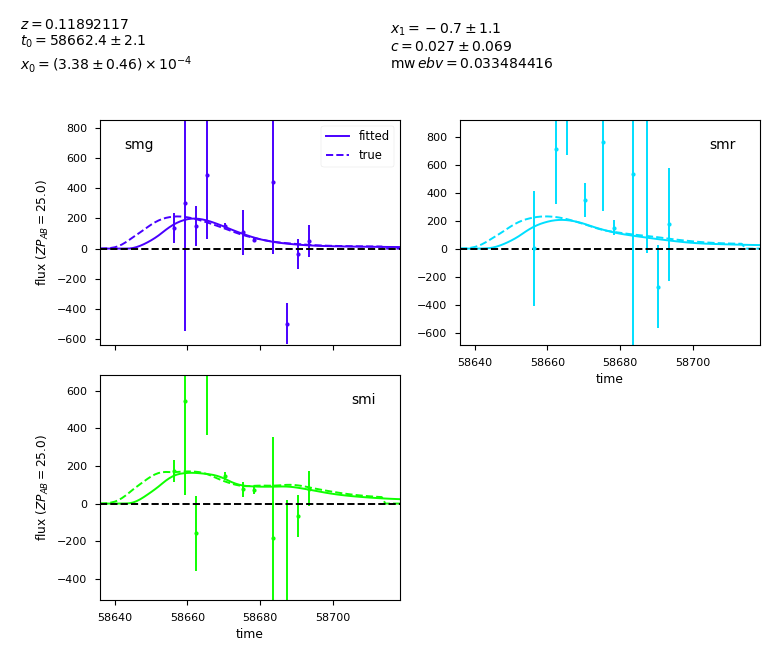 z = 0.11892117
t₀ = 58662.4 ± 2.1
x₀ = (3.38 ± 0.46) × 10⁻⁴
x₁ = −0.7 ± 1.1
c = 0.027 ± 0.069
mw ebv = 0.033484416
smg
fitted
true
flux (ZP_AB = 25.0)
800
600
400
200
0
−200
−400
−600
smr
800
600
400
200
0
−200
−400
−600
58640 58660 58680 58700
time
smi
flux (ZP_AB = 25.0)
600
400
200
0
−200
−400
58640 58660 58680 58700
time